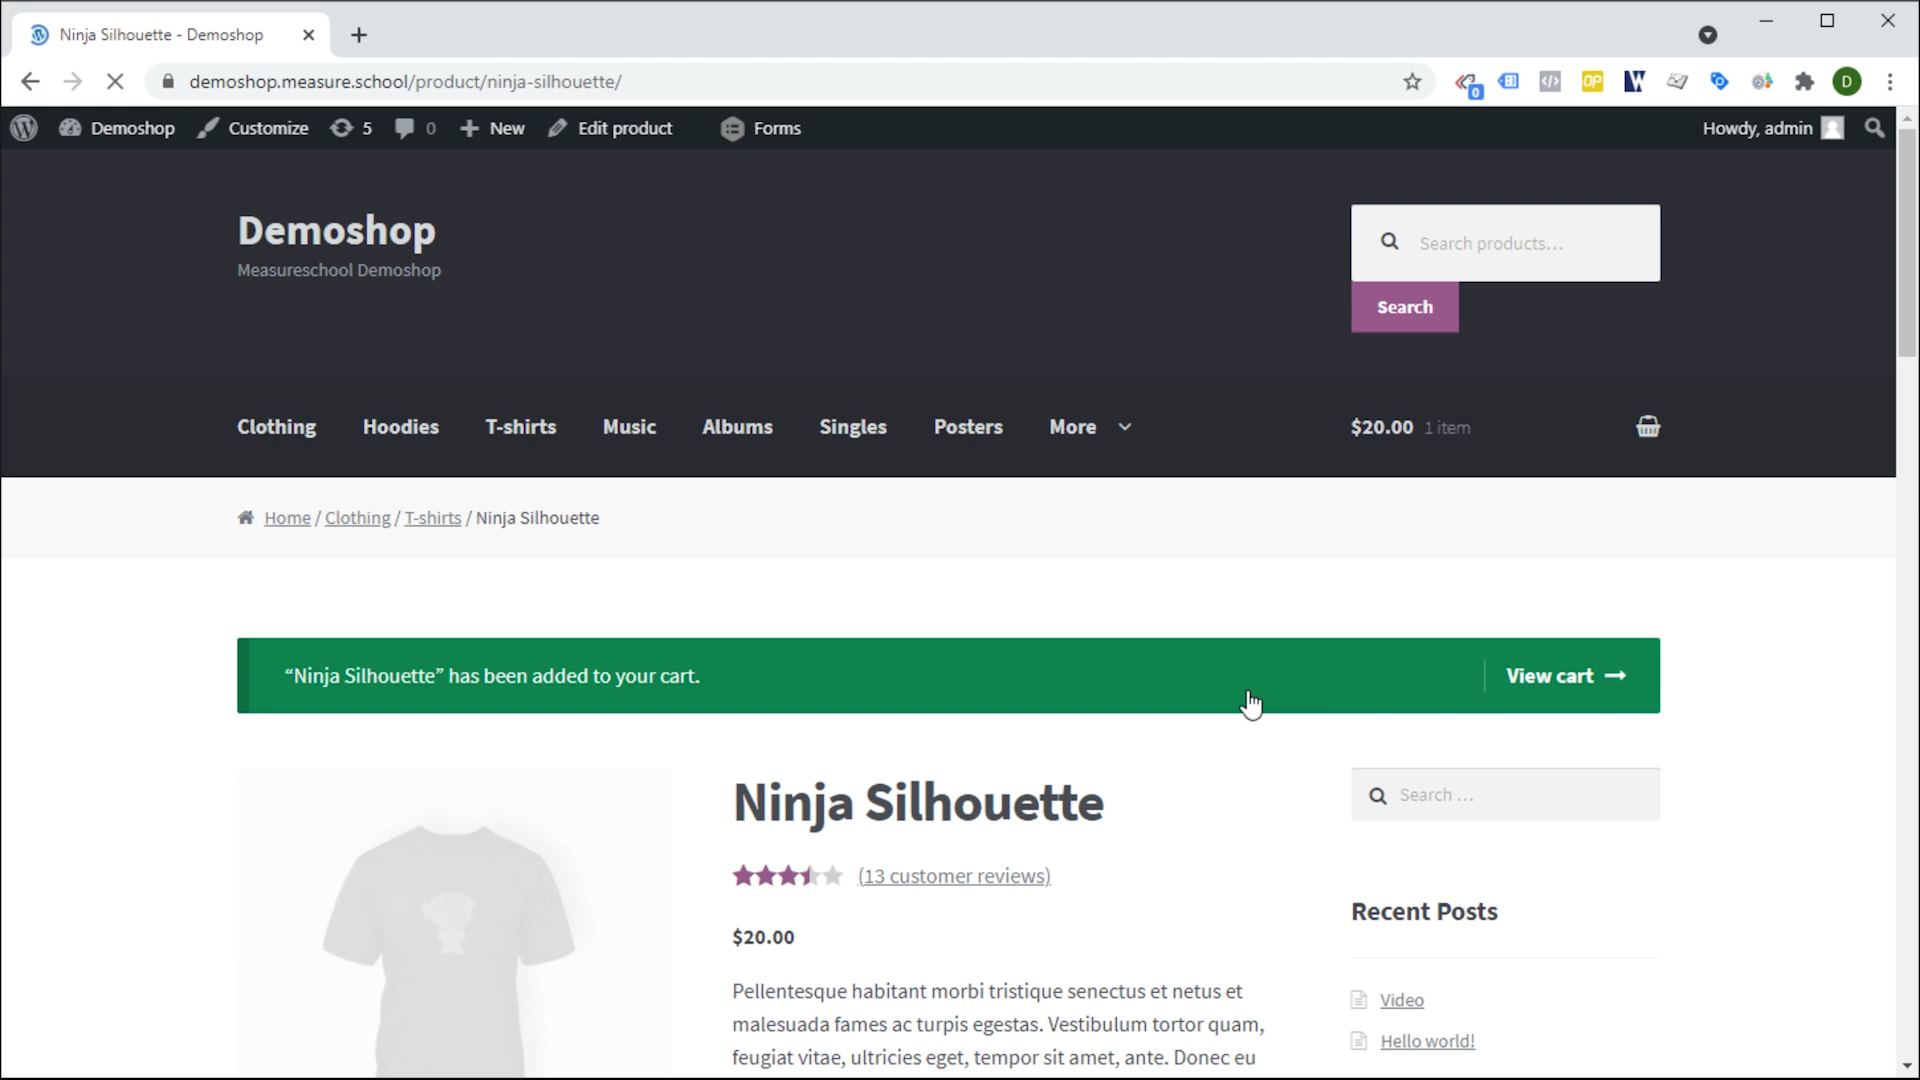 Ninja Silhouette - Demoshop
demoshop.measure.school/product/ninja-silhouette/
0
OP
D
Demoshop
Customize
5
0
New
Edit product
Forms
Howdy, admin
Demoshop
Measureschool Demoshop
Search products…
Search
Clothing
Hoodies
T-shirts
Music
Albums
Singles
Posters
More
$20.00 1 item
Home / Clothing / T-shirts / Ninja Silhouette
“Ninja Silhouette” has been added to your cart.
View cart →
Ninja Silhouette
(13 customer reviews)
$20.00
Pellentesque habitant morbi tristique senectus et netus et
malesuada fames ac turpis egestas. Vestibulum tortor quam,
feugiat vitae, ultricies eget, tempor sit amet, ante. Donec eu
Search …
Recent Posts
Video
Hello world!